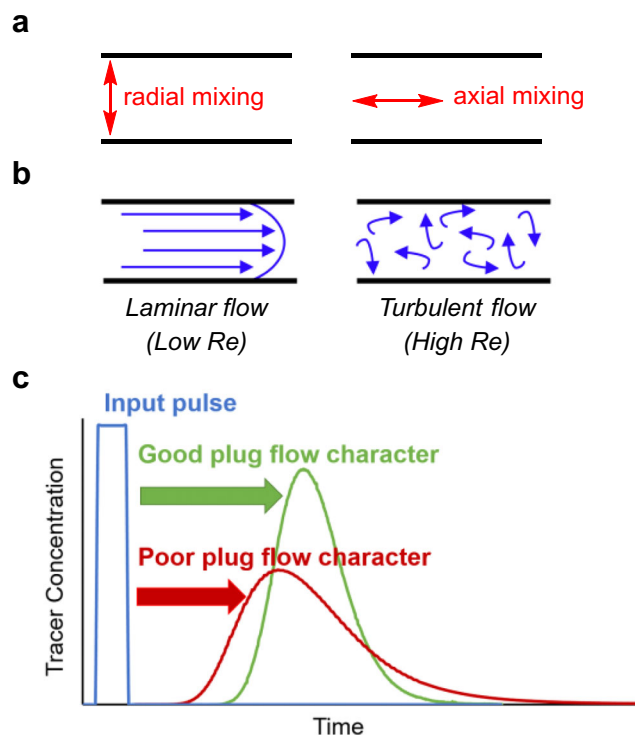 a
radial mixing
axial mixing
b
Laminar flow
(Low Re)
Turbulent flow
(High Re)
c
Input pulse
Good plug flow character
Poor plug flow character
Tracer Concentration
Time